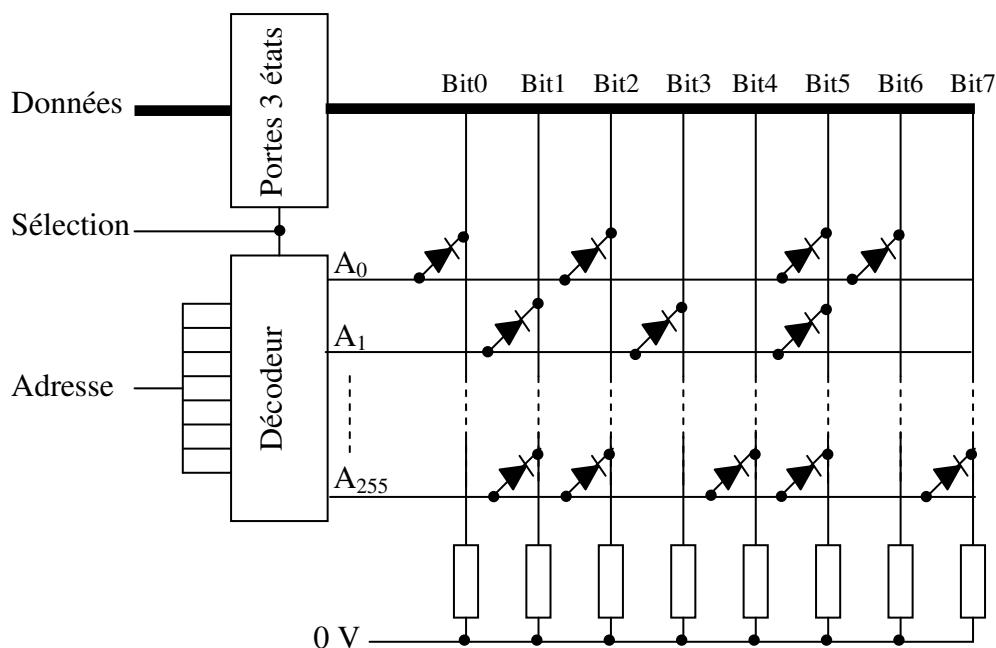 Portes 3 états
Bit0 Bit1 Bit2 Bit3 Bit4 Bit5 Bit6 Bit7
Données
Sélection
A₀
A₁
Adresse
Décodeur
A₂₅₅
0 V